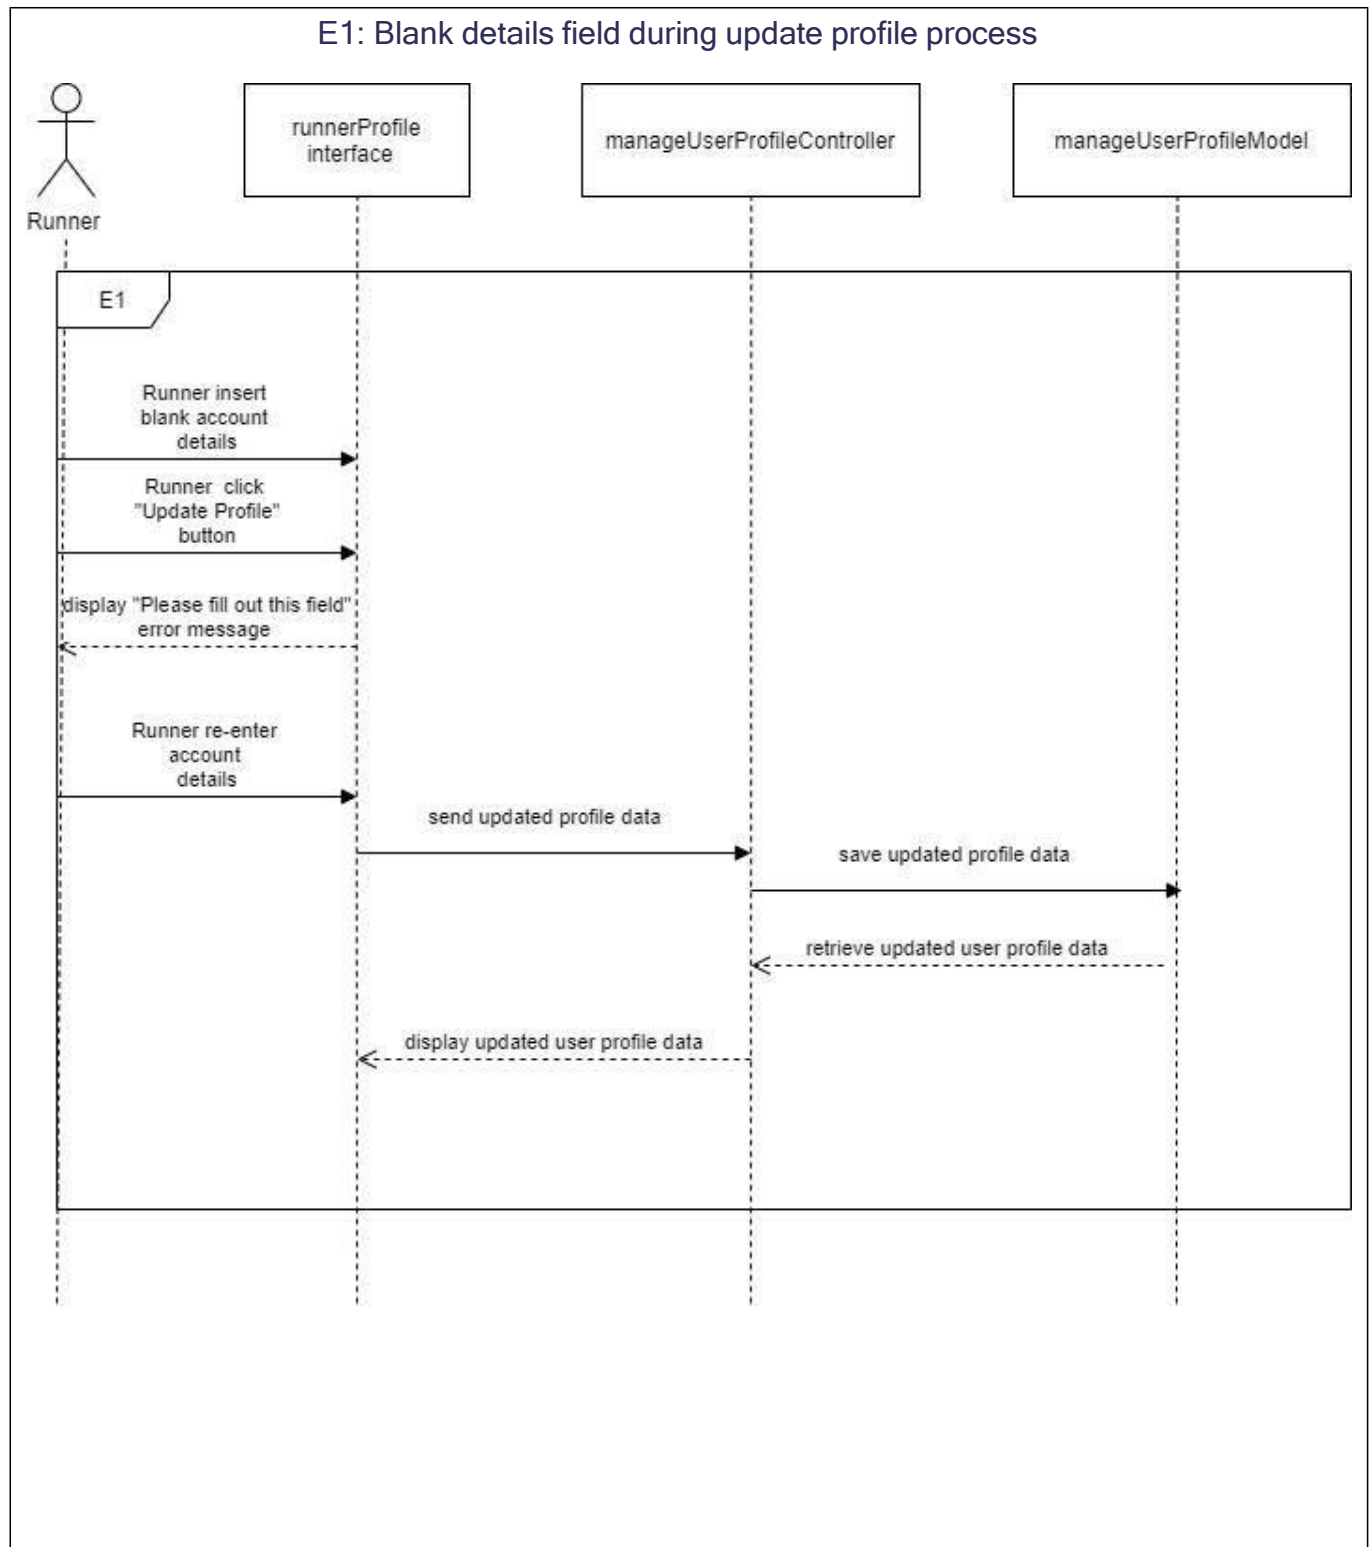 E1: Blank details field during update profile process
runnerProfile
interface
manageUserProfileController
manageUserProfileModel
Runner
E1
Runner insert
blank account
details
Runner click
"Update Profile"
button
display "Please fill out this field"
error message
Runner re-enter
account
details
send updated profile data
save updated profile data
retrieve updated user profile data
display updated user profile data